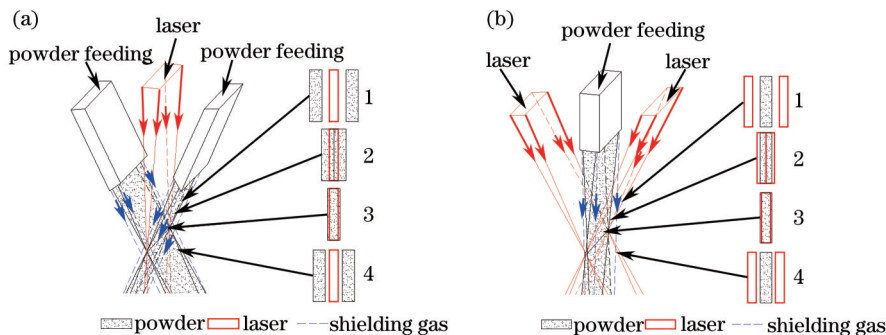 (a)
laser
powder feeding
powder feeding
1
2
3
4
powder laser shielding gas
(b)
powder feeding
laser
laser
1
2
3
4
powder laser shielding gas